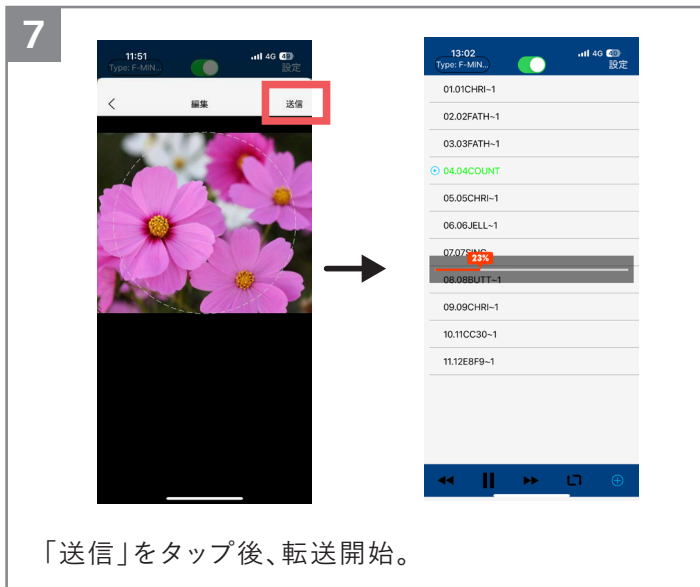 7
11:51
4G 49
Type: F-MIN...
設定
編集
送信
13:02
4G
Type: F-MIN...
設定
01.01CHRI~1
02.02FATH~1
03.03FATH~1
04.04COUNT
05.05CHRI~1
06.06JELL~1
23%
08.08BUTT~1
09.09CHRI~1
10.11CC30~1
11.12E8F9~1
「送信」をタップ後、転送開始。